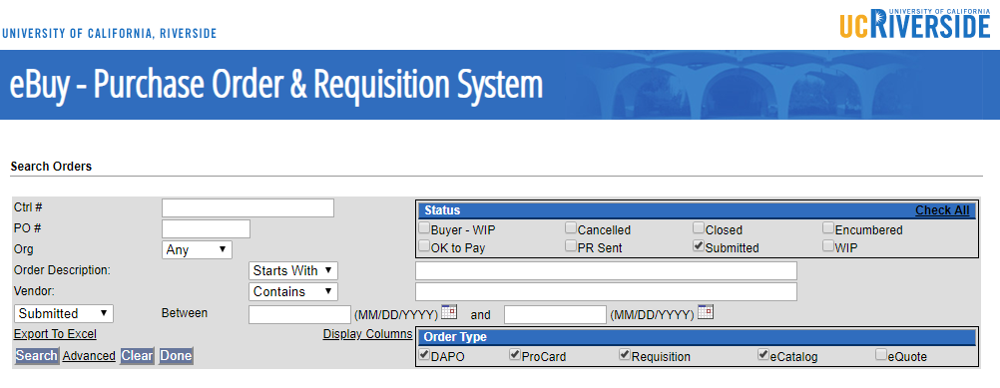 UNIVERSITY OF CALIFORNIA, RIVERSIDE
UNIVERSITY OF CALIFORNIA
UCRIVERSIDE
eBuy - Purchase Order & Requisition System
Search Orders
Ctrl #
PO #
Org Any
Status Check All
Buyer - WIP Cancelled Closed Encumbered
OK to Pay PR Sent Submitted WIP
Order Description: Starts With
Vendor: Contains
Submitted Between (MM/DD/YYYY) and (MM/DD/YYYY)
Export To Excel Display Columns
Search Advanced Clear Done
Order Type
DAPO ProCard Requisition eCatalog eQuote